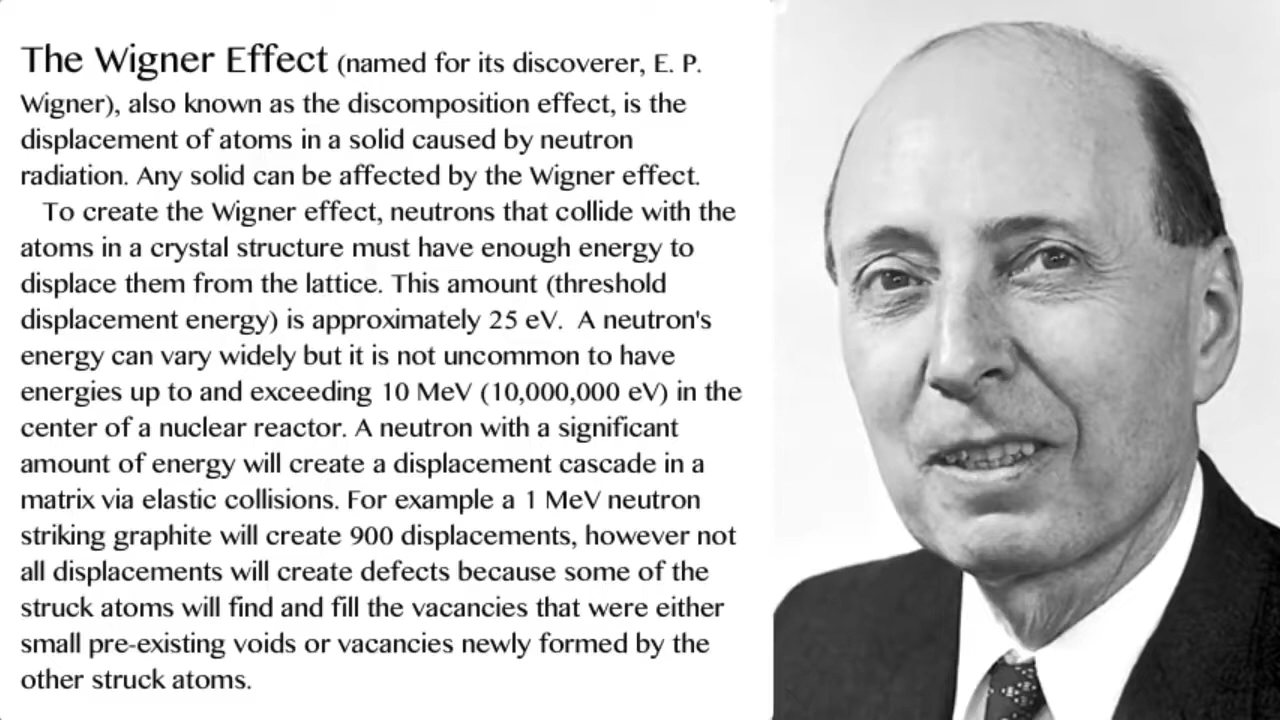 The Wigner Effect (named for its discoverer, E. P.
Wigner), also known as the discomposition effect, is the
displacement of atoms in a solid caused by neutron
radiation. Any solid can be affected by the Wigner effect.
To create the Wigner effect, neutrons that collide with the
atoms in a crystal structure must have enough energy to
displace them from the lattice. This amount (threshold
displacement energy) is approximately 25 eV.  A neutron's
energy can vary widely but it is not uncommon to have
energies up to and exceeding 10 MeV (10,000,000 eV) in the
center of a nuclear reactor. A neutron with a significant
amount of energy will create a displacement cascade in a
matrix via elastic collisions. For example a 1 MeV neutron
striking graphite will create 900 displacements, however not
all displacements will create defects because some of the
struck atoms will find and fill the vacancies that were either
small pre-existing voids or vacancies newly formed by the
other struck atoms.